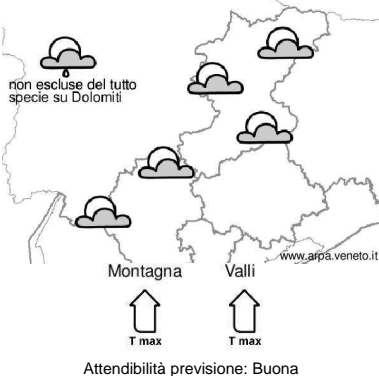 non escluse del tutto
specie su Dolomiti
www.arpa.veneto.it
Montagna Valli
T max T max
Attendibilità previsione: Buona